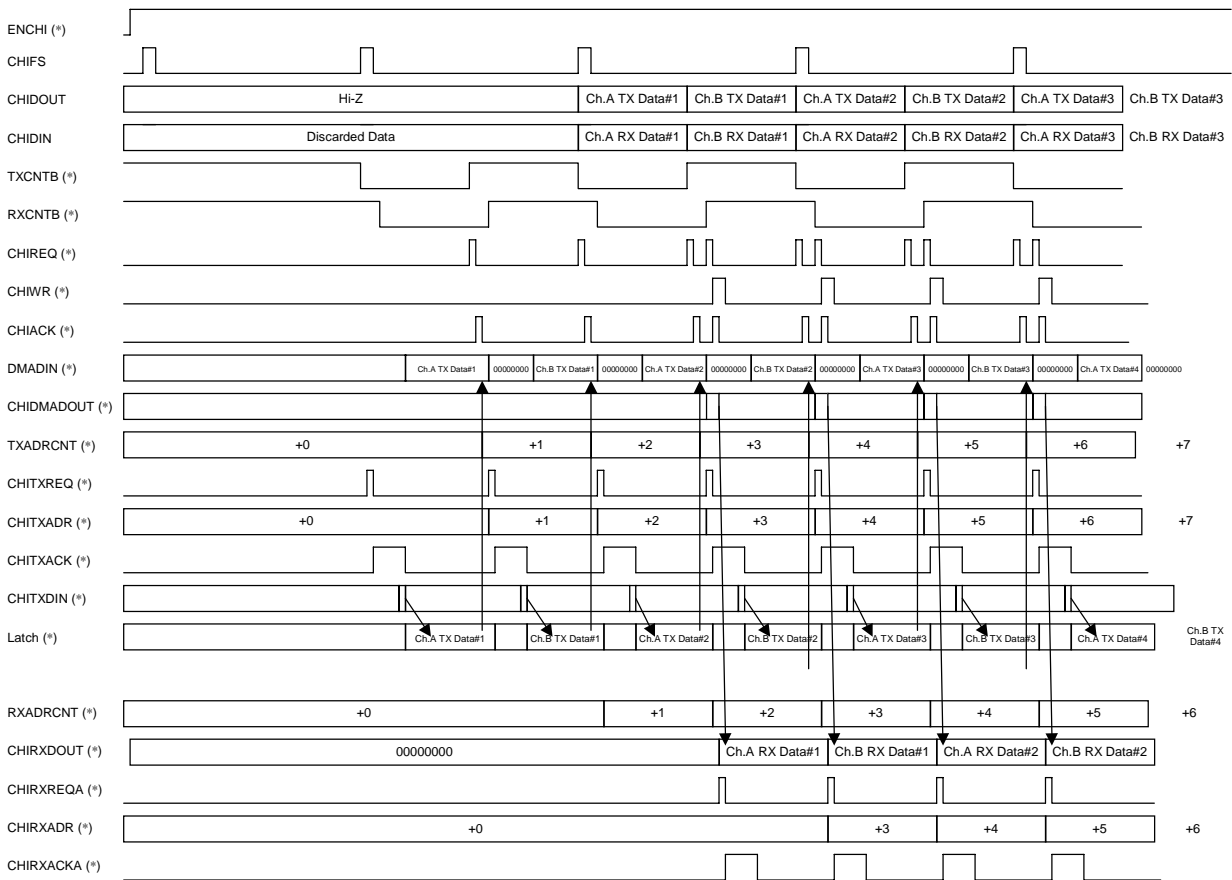 ENCHI (*)
CHIFS
CHIDOUT Hi-Z Ch.A TX Data#1 Ch.B TX Data#1 Ch.A TX Data#2 Ch.B TX Data#2 Ch.A TX Data#3 Ch.B TX Data#3
CHIDIN Discarded Data Ch.A RX Data#1 Ch.B RX Data#1 Ch.A RX Data#2 Ch.B RX Data#2 Ch.A RX Data#3 Ch.B RX Data#3
TXCNTB (*)
RXCNTB (*)
CHIREQ (*)
CHIWR (*)
CHIACK (*)
DMADIN (*) Ch.A TX Data#1 00000000 Ch.B TX Data#1 00000000 Ch.A TX Data#2 00000000 Ch.B TX Data#2 00000000 Ch.A TX Data#3 00000000 Ch.B TX Data#3 00000000 Ch.A TX Data#4 00000000
CHIDMADOUT (*)
TXADRCNT (*) +0 +1 +2 +3 +4 +5 +6 +7
CHITXREQ (*)
CHITXADR (*) +0 +1 +2 +3 +4 +5 +6 +7
CHITXACK (*)
CHITXDIN (*)
Latch (*) Ch.A TX Data#1 Ch.B TX Data#1 Ch.A TX Data#2 Ch.B TX Data#2 Ch.A TX Data#3 Ch.B TX Data#3 Ch.A TX Data#4 Ch.B TX
Data#4
RXADRCNT (*) +0 +1 +2 +3 +4 +5 +6
CHIRXDOUT (*) 00000000 Ch.A RX Data#1 Ch.B RX Data#1 Ch.A RX Data#2 Ch.B RX Data#2
CHIRXREQA (*)
CHIRXADR (*) +0 +3 +4 +5 +6
CHIRXACKA (*)